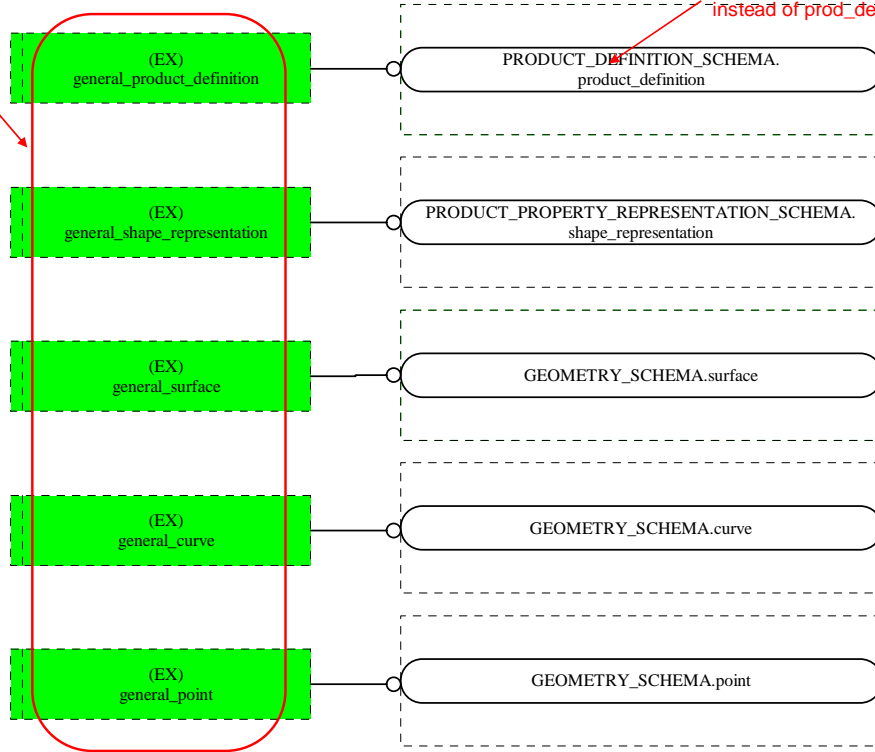 instead of prod_de
(EX)
general_product_definition
PRODUCT_DEFINITION_SCHEMA.
product_definition
(EX)
general_shape_representation
PRODUCT_PROPERTY_REPRESENTATION_SCHEMA.
shape_representation
(EX)
general_surface
GEOMETRY_SCHEMA.surface
(EX)
general_curve
GEOMETRY_SCHEMA.curve
(EX)
general_point
GEOMETRY_SCHEMA.point